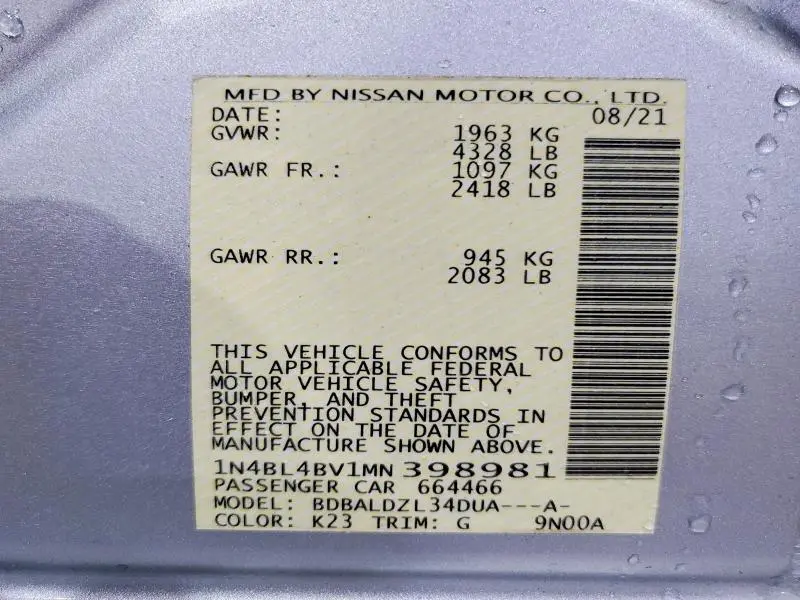 MFD BY NISSAN MOTOR CO., LTD.
DATE: 08/21
GVWR: 1963 KG
4328 LB
GAWR FR.: 1097 KG
2418 LB
GAWR RR.: 945 KG
2083 LB
THIS VEHICLE CONFORMS TO
ALL APPLICABLE FEDERAL
MOTOR VEHICLE SAFETY,
BUMPER, AND THEFT
PREVENTION STANDARDS IN
EFFECT ON THE DATE OF
MANUFACTURE SHOWN ABOVE.
1N4BL4BV1MN398981
PASSENGER CAR 664466
MODEL: BDBALDZL34DUA---A-
COLOR: K23 TRIM: G 9N00A